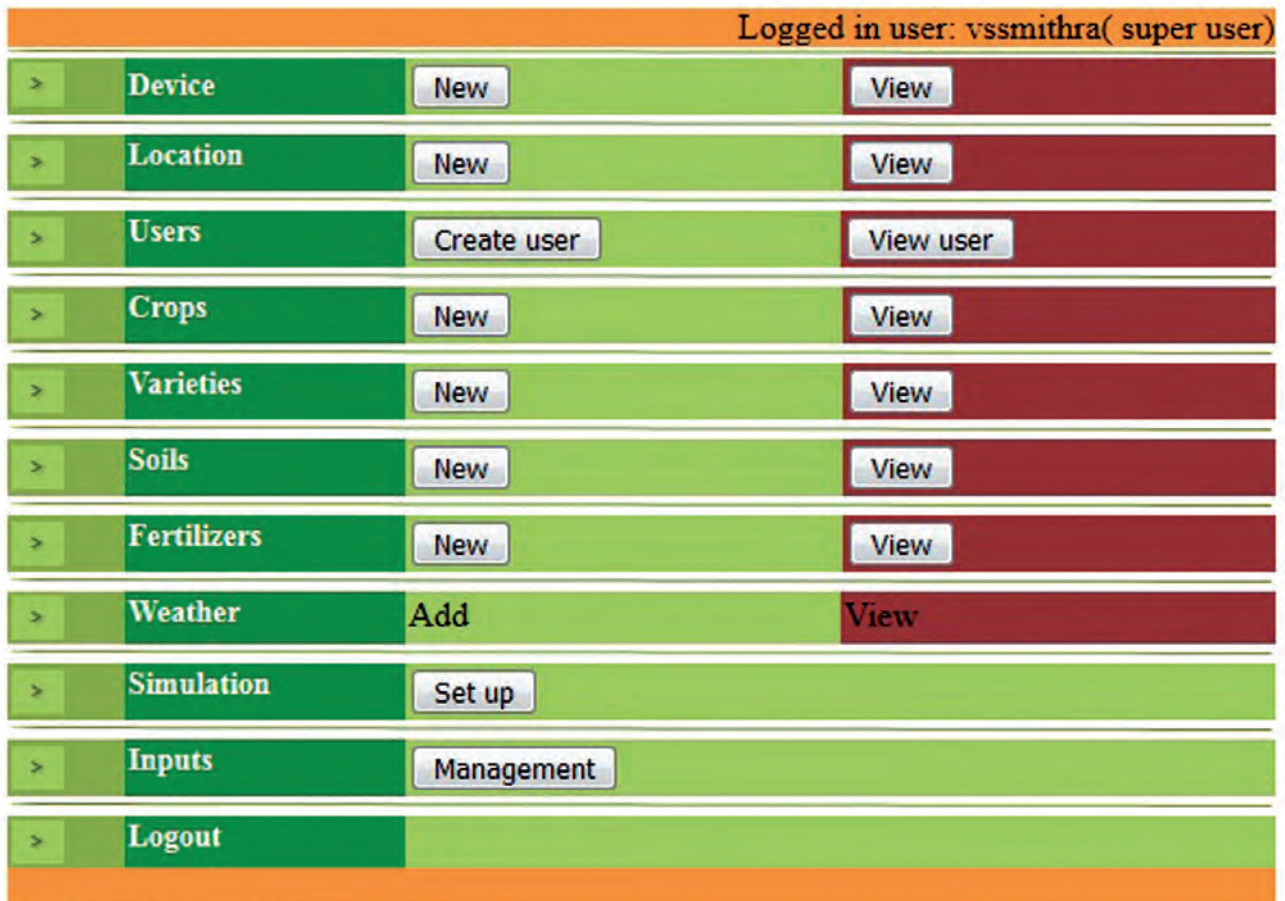 Logged in user: vssmithra( super user)
> Device New View
> Location New View
> Users Create user View user
> Crops New View
> Varieties New View
> Soils New View
> Fertilizers New View
> Weather Add View
> Simulation Set up
> Inputs Management
> Logout